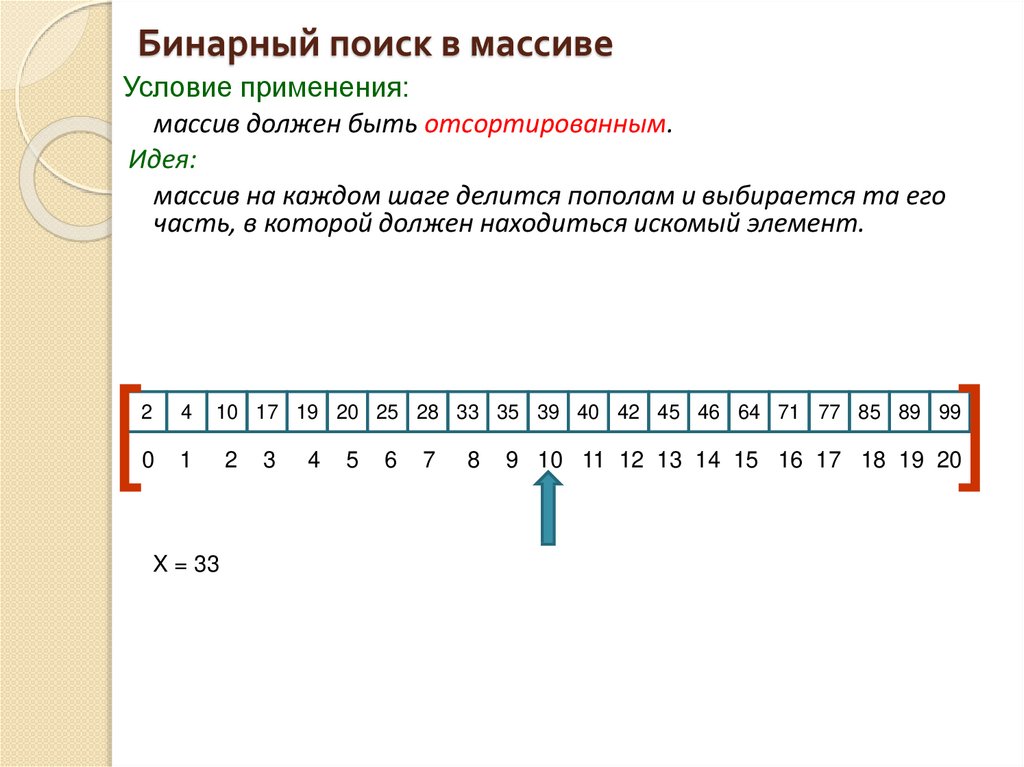 Бинарный поиск в массиве
Условие применения:
массив должен быть отсортированным.
Идея:
массив на каждом шаге делится пополам и выбирается та его
часть, в которой должен находиться искомый элемент.
2 4 10 17 19 20 25 28 33 35 39 40 42 45 46 64 71 77 85 89 99
0 1 2 3 4 5 6 7 8 9 10 11 12 13 14 15 16 17 18 19 20
X = 33